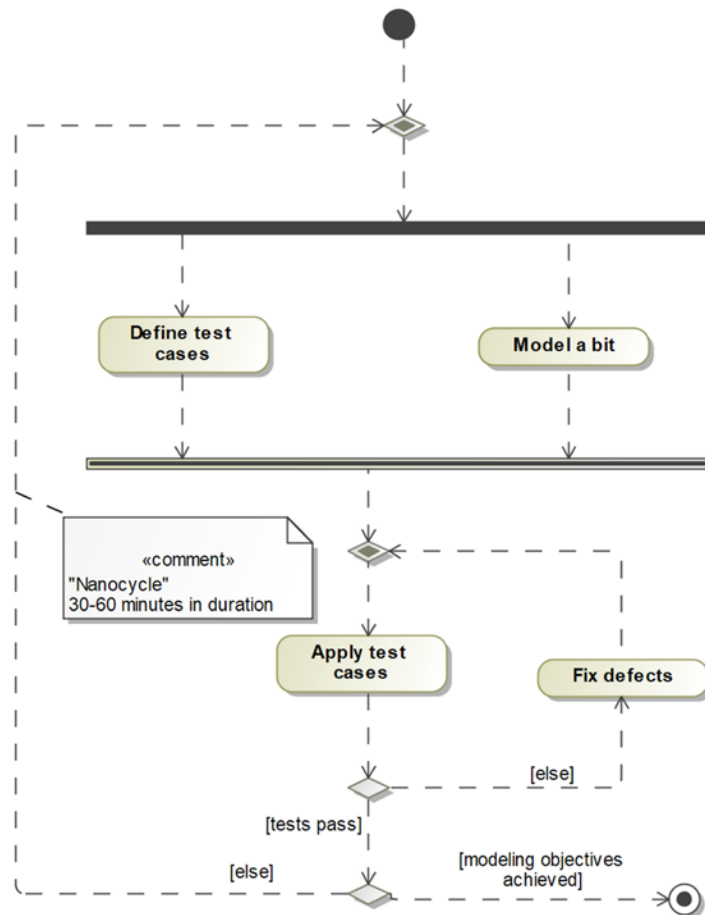 Define test
cases
Model a bit
«comment»
"Nanocycle"
30-60 minutes in duration
Apply test
cases
Fix defects
[else]
[tests pass]
[else]
[modeling objectives
achieved]